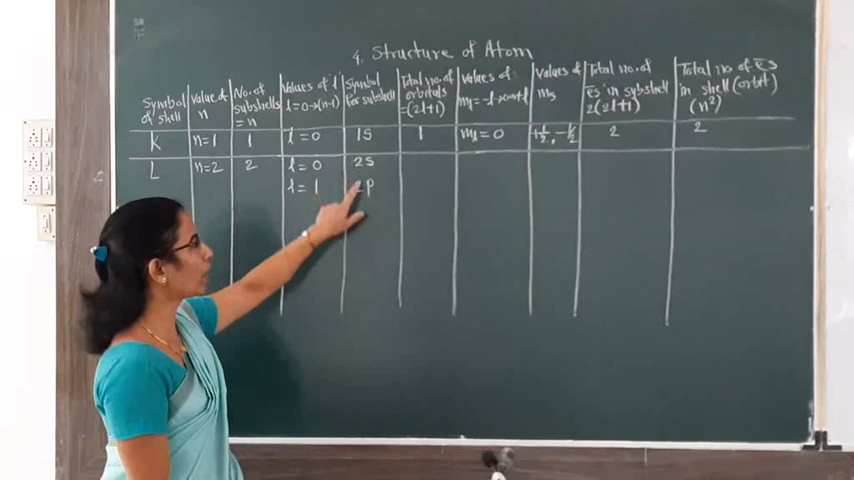 4. Structure of Atom
Symbol of shell
Value of n
No. of subshells = n
Values of l l = 0→(n-1)
Symbol for subshell
Total no. of orbitals =(2l+1)
Values of ml = -l→0→+l
Values of ms
Total no. of e̅s in subshell 2(2l+1)
Total no of e̅s in shell (orbit) (n²)
K n=1 1 l = 0 1S 1 ml = 0 +½, -½ 2 2
L n=2 2 l = 0 2S
l = 1 2P